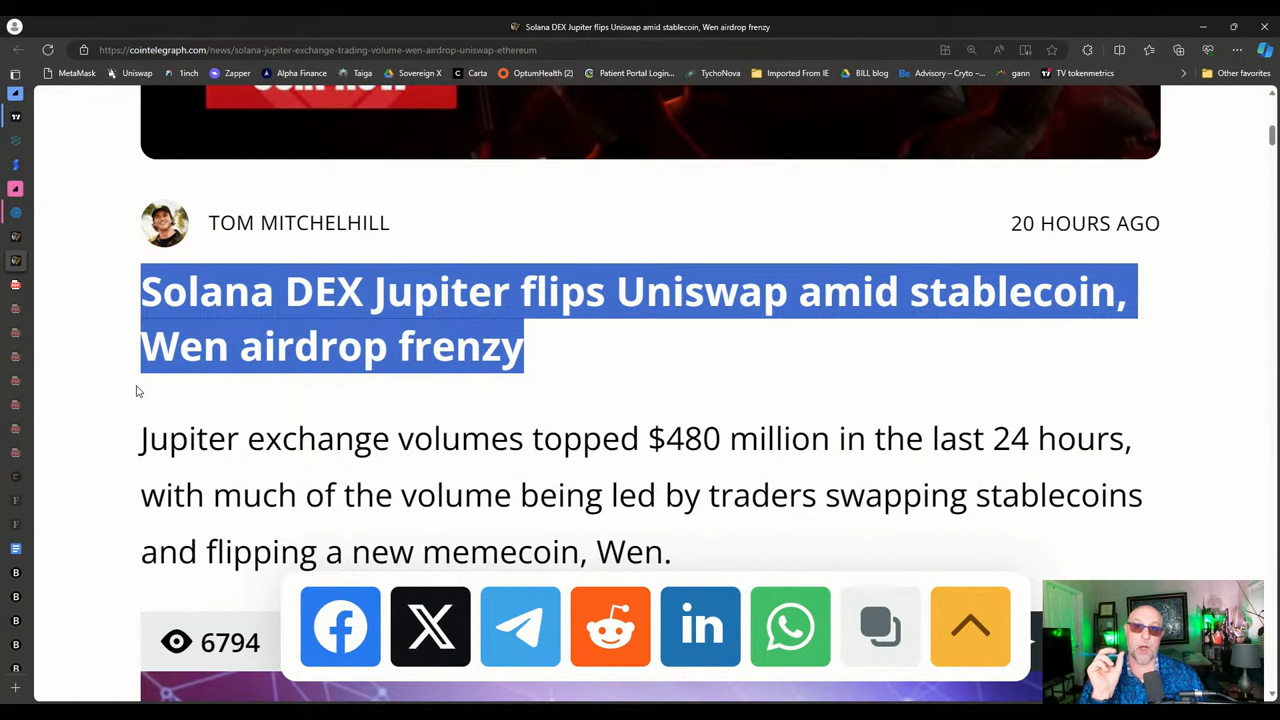 Solana DEX Jupiter flips Uniswap amid stablecoin, Wen airdrop frenzy
https://cointelegraph.com/news/solana-jupiter-exchange-trading-volume-wen-airdrop-uniswap-ethereum
MetaMask Uniswap 1inch Zapper Alpha Finance Taiga Sovereign X Carta OptumHealth (2) Patient Portal Login... TychoNova Imported From IE BILL blog Advisory – Cryto –... gann TV tokenmetrics Other favorites
JOIN NOW
TOM MITCHELHILL
20 HOURS AGO
Solana DEX Jupiter flips Uniswap amid stablecoin,
Wen airdrop frenzy
Jupiter exchange volumes topped $480 million in the last 24 hours,
with much of the volume being led by traders swapping stablecoins
and flipping a new memecoin, Wen.
6794